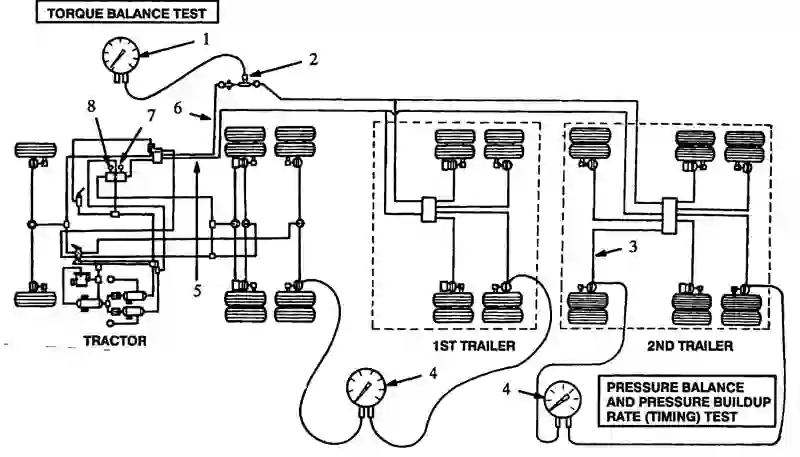 TORQUE BALANCE TEST
1
2
8
7
6
3
5
TRACTOR
1ST TRAILER
2ND TRAILER
4
4
PRESSURE BALANCE
AND PRESSURE BUILDUP
RATE (TIMING) TEST